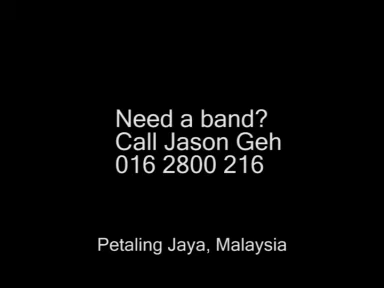 Need a band?
Call Jason Geh
016 2800 216
Petaling Jaya, Malaysia